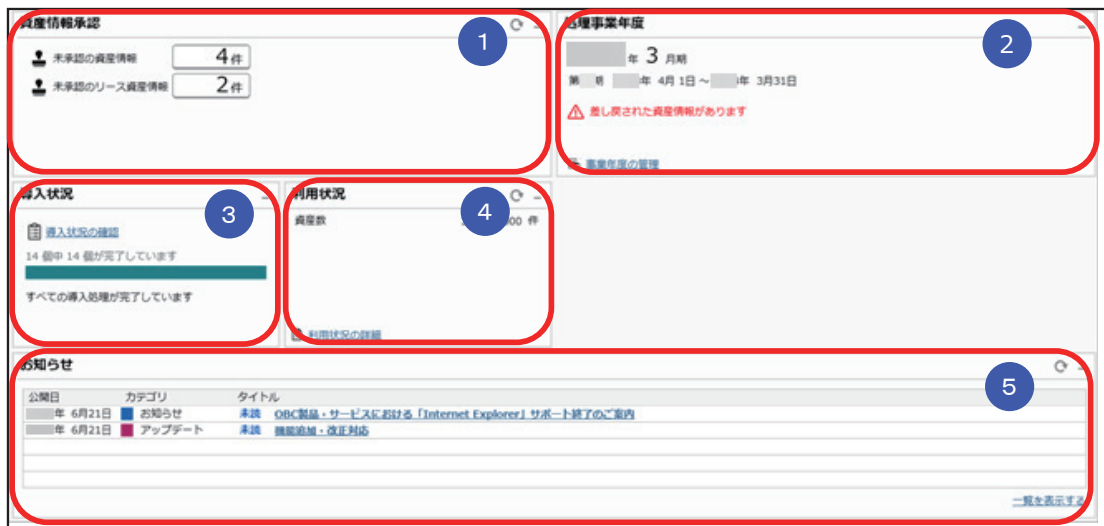 資産情報承認
1
未承認の資産情報 4件
未承認のリース資産情報 2件
処理事業年度
2
年 3 月期
第 期 年 4月 1日 ~ 年 3月31日
差し戻された資産情報があります
事業年度の管理
導入状況
3
導入状況の確認
14 個中 14 個が完了しています
すべての導入処理が完了しています
利用状況
4
資産数 00 件
利用状況の詳細
お知らせ
5
公開日 カテゴリ タイトル
年 6月21日 お知らせ 未読 OBC製品・サービスにおける「Internet Explorer」サポート終了のご案内
年 6月21日 アップデート 未読 機能追加・改正対応
一覧を表示する